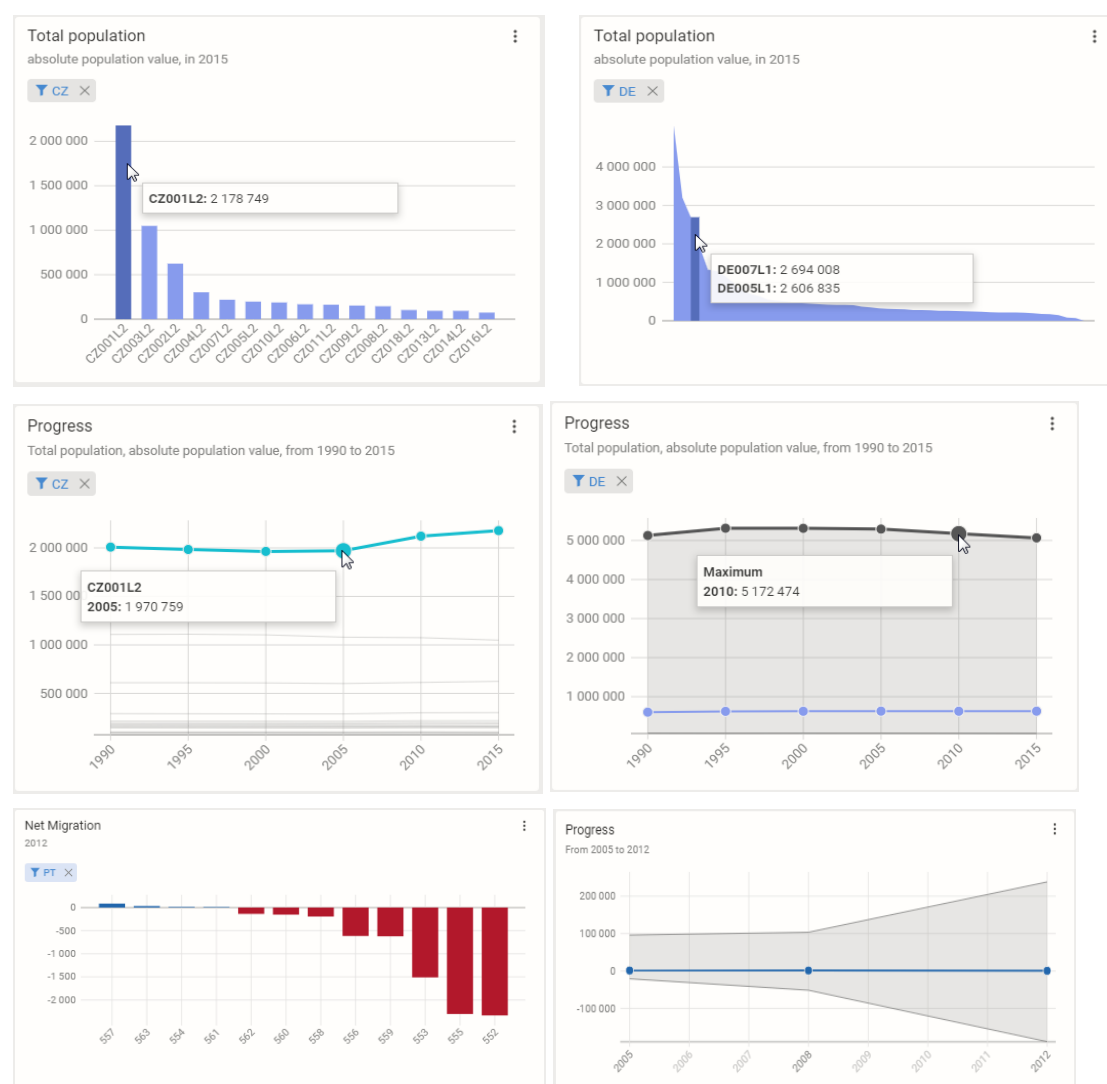 Total population
absolute population value, in 2015
CZ
2 000 000
1 500 000
1 000 000
500 000
0
CZ001L2: 2 178 749
CZ001L2 CZ003L2 CZ002L2 CZ004L2 CZ007L2 CZ005L2 CZ010L2 CZ006L2 CZ011L2 CZ009L2 CZ008L2 CZ018L2 CZ013L2 CZ014L2 CZ016L2
Total population
absolute population value, in 2015
DE
4 000 000
3 000 000
2 000 000
1 000 000
0
DE007L1: 2 694 008
DE005L1: 2 606 835
Progress
Total population, absolute population value, from 1990 to 2015
CZ
2 000 000
1 500 00
1 000 000
500 000
CZ001L2
2005: 1 970 759
1990 1995 2000 2005 2010 2015
Progress
Total population, absolute population value, from 1990 to 2015
DE
5 000 000
4 000 000
3 000 000
2 000 000
1 000 000
Maximum
2010: 5 172 474
1990 1995 2000 2005 2010 2015
Net Migration
2012
PT
0
-500
-1 000
-1 500
-2 000
557 563 554 561 562 560 558 556 559 553 555 552
Progress
From 2005 to 2012
200 000
100 000
0
-100 000
2005 2006 2007 2008 2009 2010 2011 2012